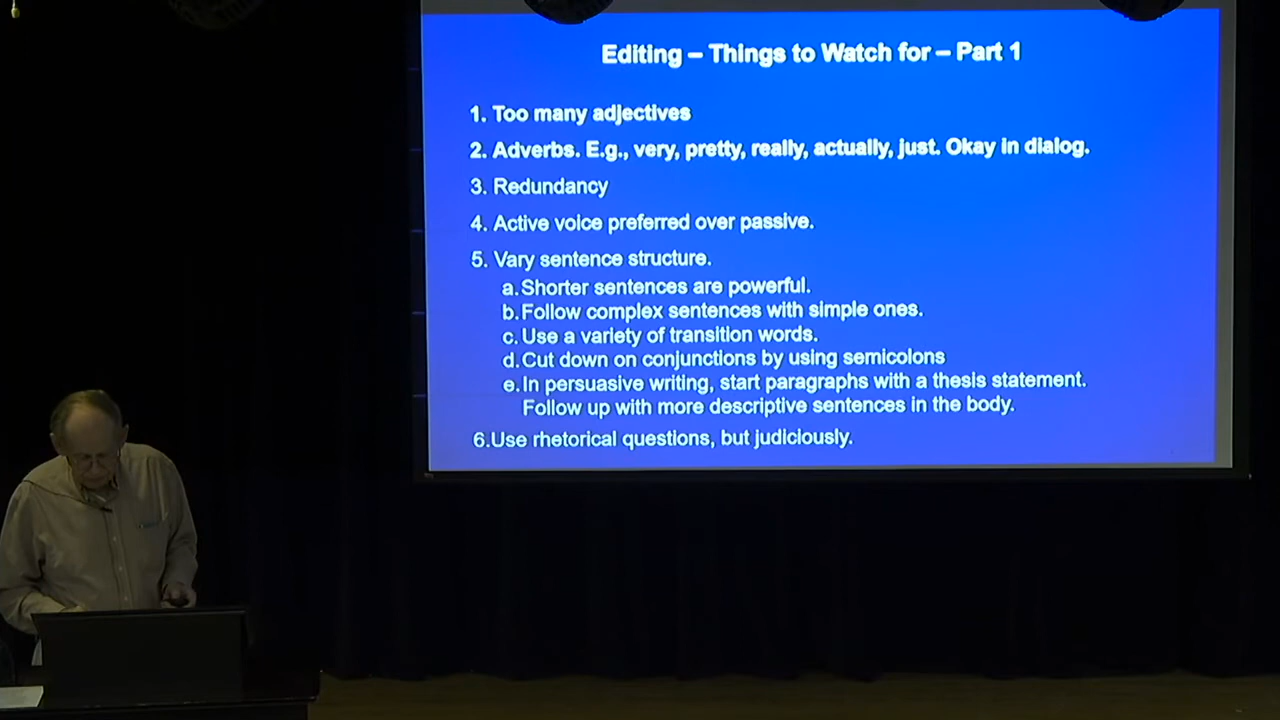 Editing – Things to Watch for – Part 1
1. Too many adjectives
2. Adverbs. E.g., very, pretty, really, actually, just. Okay in dialog.
3. Redundancy
4. Active voice preferred over passive.
5. Vary sentence structure.
a. Shorter sentences are powerful.
b. Follow complex sentences with simple ones.
c. Use a variety of transition words.
d. Cut down on conjunctions by using semicolons
e. In persuasive writing, start paragraphs with a thesis statement.
Follow up with more descriptive sentences in the body.
6.Use rhetorical questions, but judiciously.